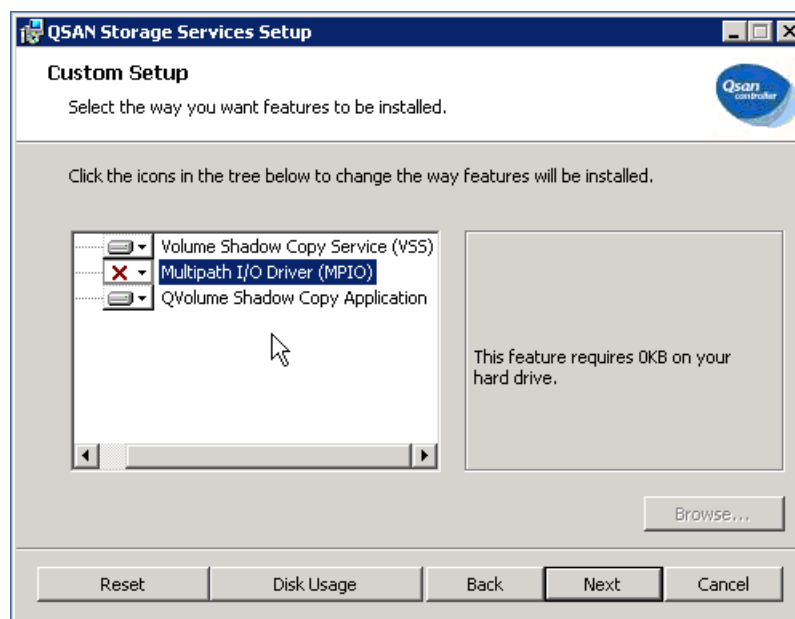 QSAN Storage Services Setup
Custom Setup
Select the way you want features to be installed.
Qsan
controller
Click the icons in the tree below to change the way features will be installed.
Volume Shadow Copy Service (VSS)
Multipath I/O Driver (MPIO)
QVolume Shadow Copy Application
This feature requires 0KB on your
hard drive.
Browse...
Reset
Disk Usage
Back
Next
Cancel